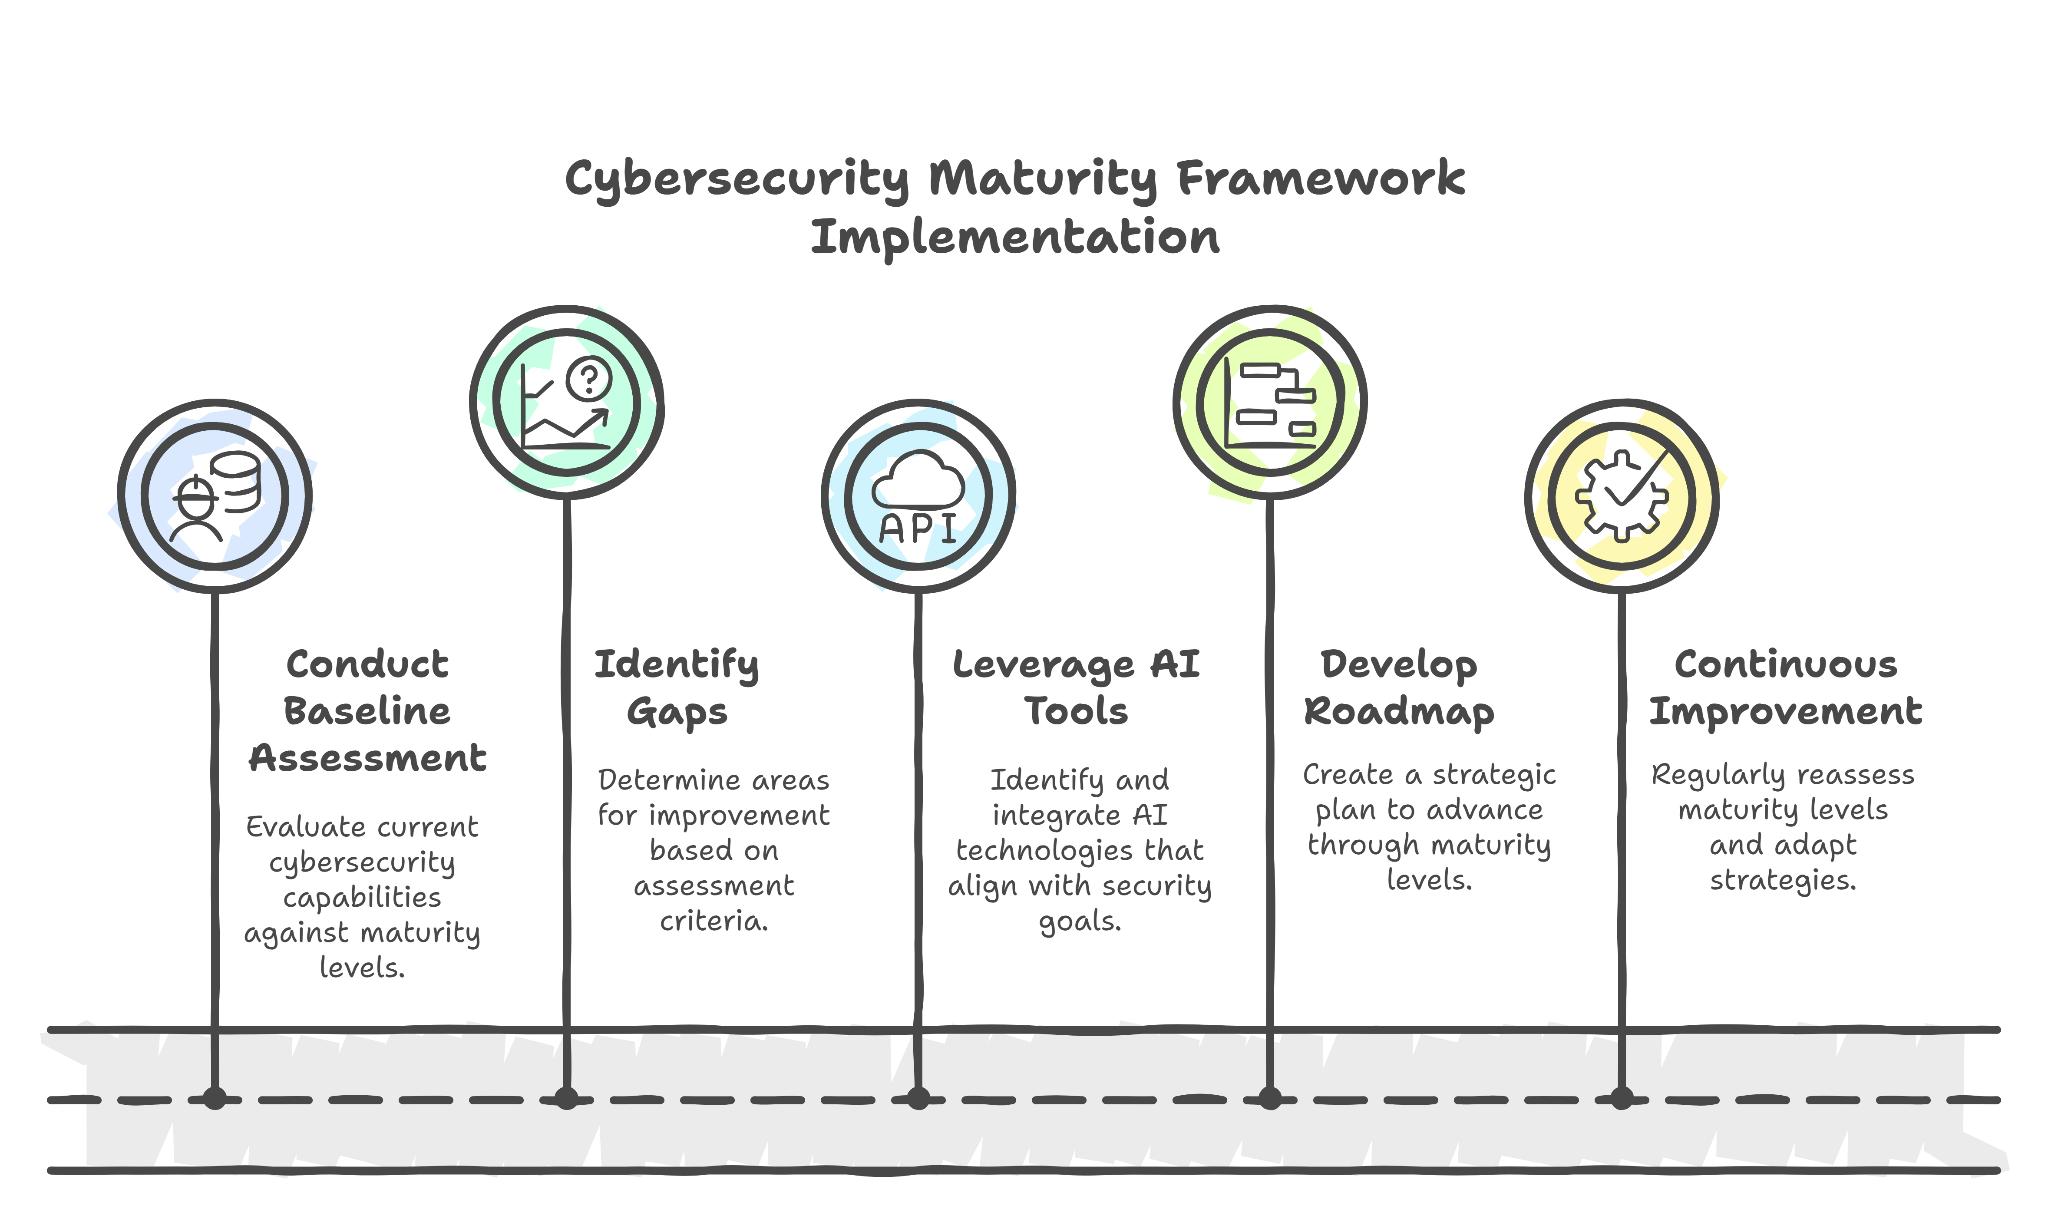 Cybersecurity Maturity Framework
Implementation
?
API
Conduct
Baseline
Assessment
Evaluate current
cybersecurity
capabilities
against maturity
levels.
Identify
Gaps
Determine areas
for improvement
based on
assessment
criteria.
Leverage AI
Tools
Identify and
integrate AI
technologies that
align with security
goals.
Develop
Roadmap
Create a strategic
plan to advance
through maturity
levels.
Continuous
Improvement
Regularly reassess
maturity levels
and adapt
strategies.